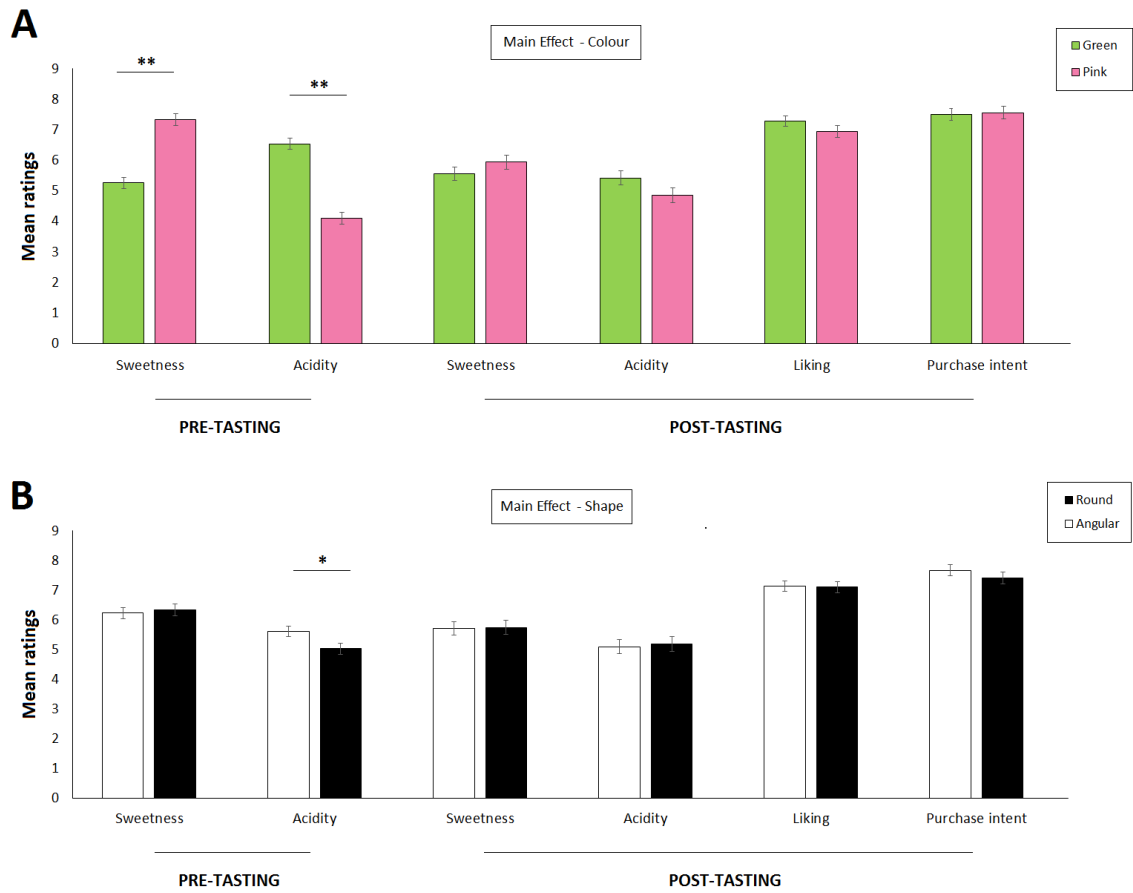 A
Main Effect - Colour
Green
Pink
** **
Mean ratings
9
8
7
6
5
4
3
2
1
0
Sweetness Acidity Sweetness Acidity Liking Purchase intent
PRE-TASTING POST-TASTING
B
Main Effect - Shape
Round
Angular
.
*
Mean ratings
9
8
7
6
5
4
3
2
1
0
Sweetness Acidity Sweetness Acidity Liking Purchase intent
PRE-TASTING POST-TASTING